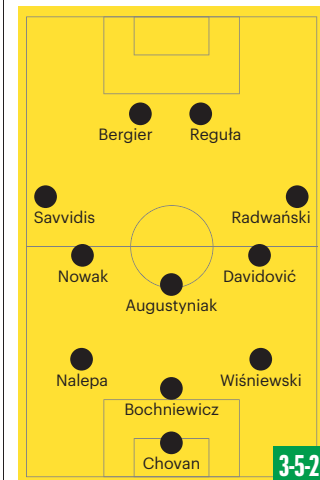 Bergier Reguła
Savvidis Radwański
Nowak Davidović
Augustyniak
Nalepa Wiśniewski
Bochniewicz
Chovan
3-5-2